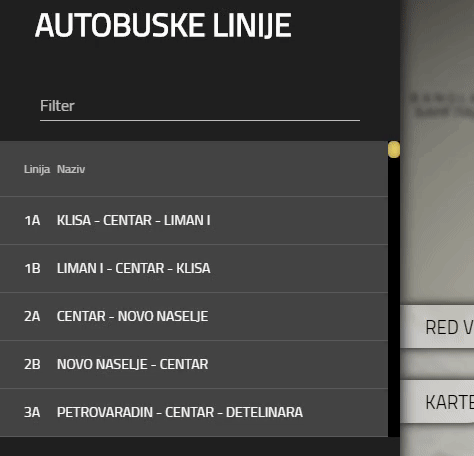 AUTOBUSKE LINIJE
Filter
Linija Naziv
1A KLISA - CENTAR - LIMAN I
1B LIMAN I - CENTAR - KLISA
2A CENTAR - NOVO NASELJE
2B NOVO NASELJE - CENTAR
3A PETROVARADIN - CENTAR - DETELINARA
RED V
KARTE